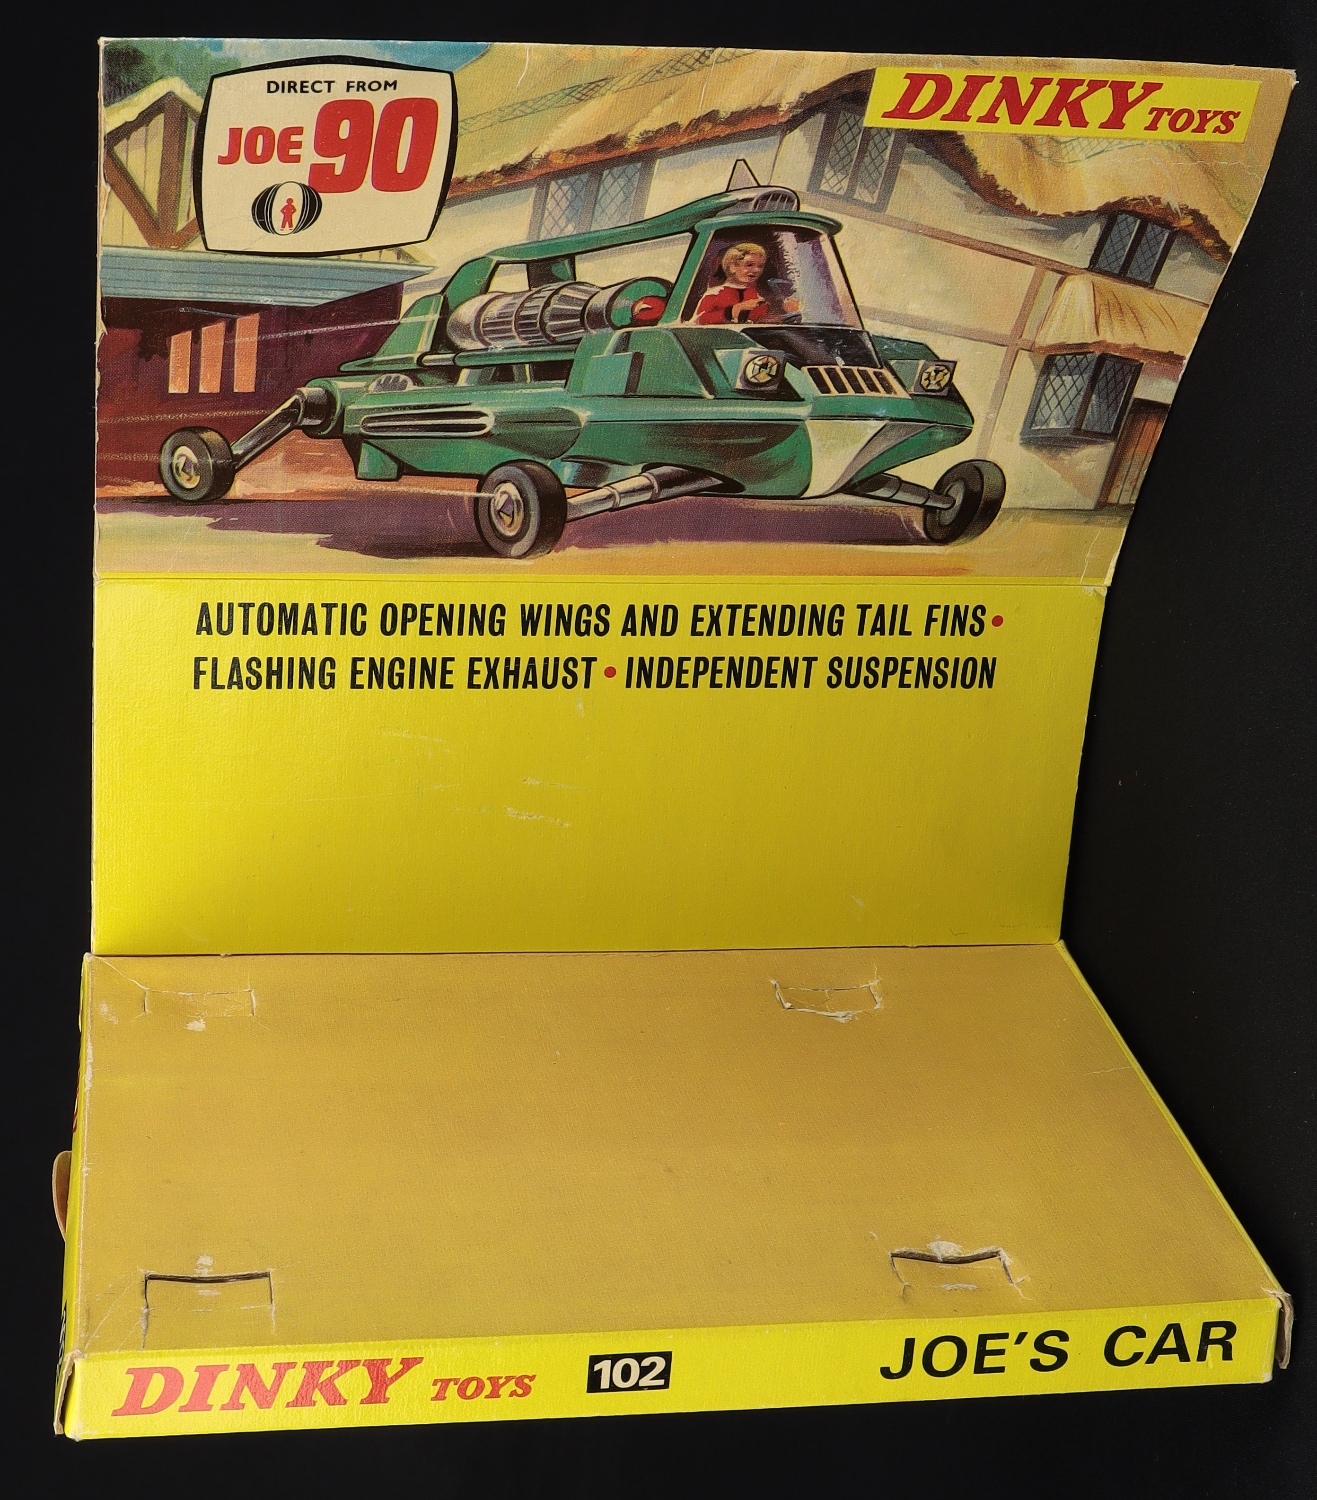 DIRECT FROM
JOE 90
DINKY TOYS
AUTOMATIC OPENING WINGS AND EXTENDING TAIL FINS •
FLASHING ENGINE EXHAUST • INDEPENDENT SUSPENSION
DINKY TOYS 102 JOE'S CAR